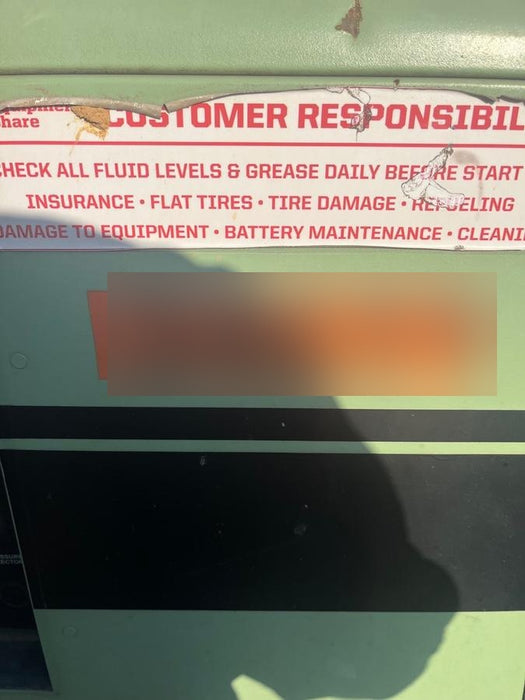 Share
CUSTOMER RESPONSIBIL
CHECK ALL FLUID LEVELS & GREASE DAILY BEFORE START
INSURANCE • FLAT TIRES • TIRE DAMAGE • REFUELING
DAMAGE TO EQUIPMENT • BATTERY MAINTENANCE • CLEANI